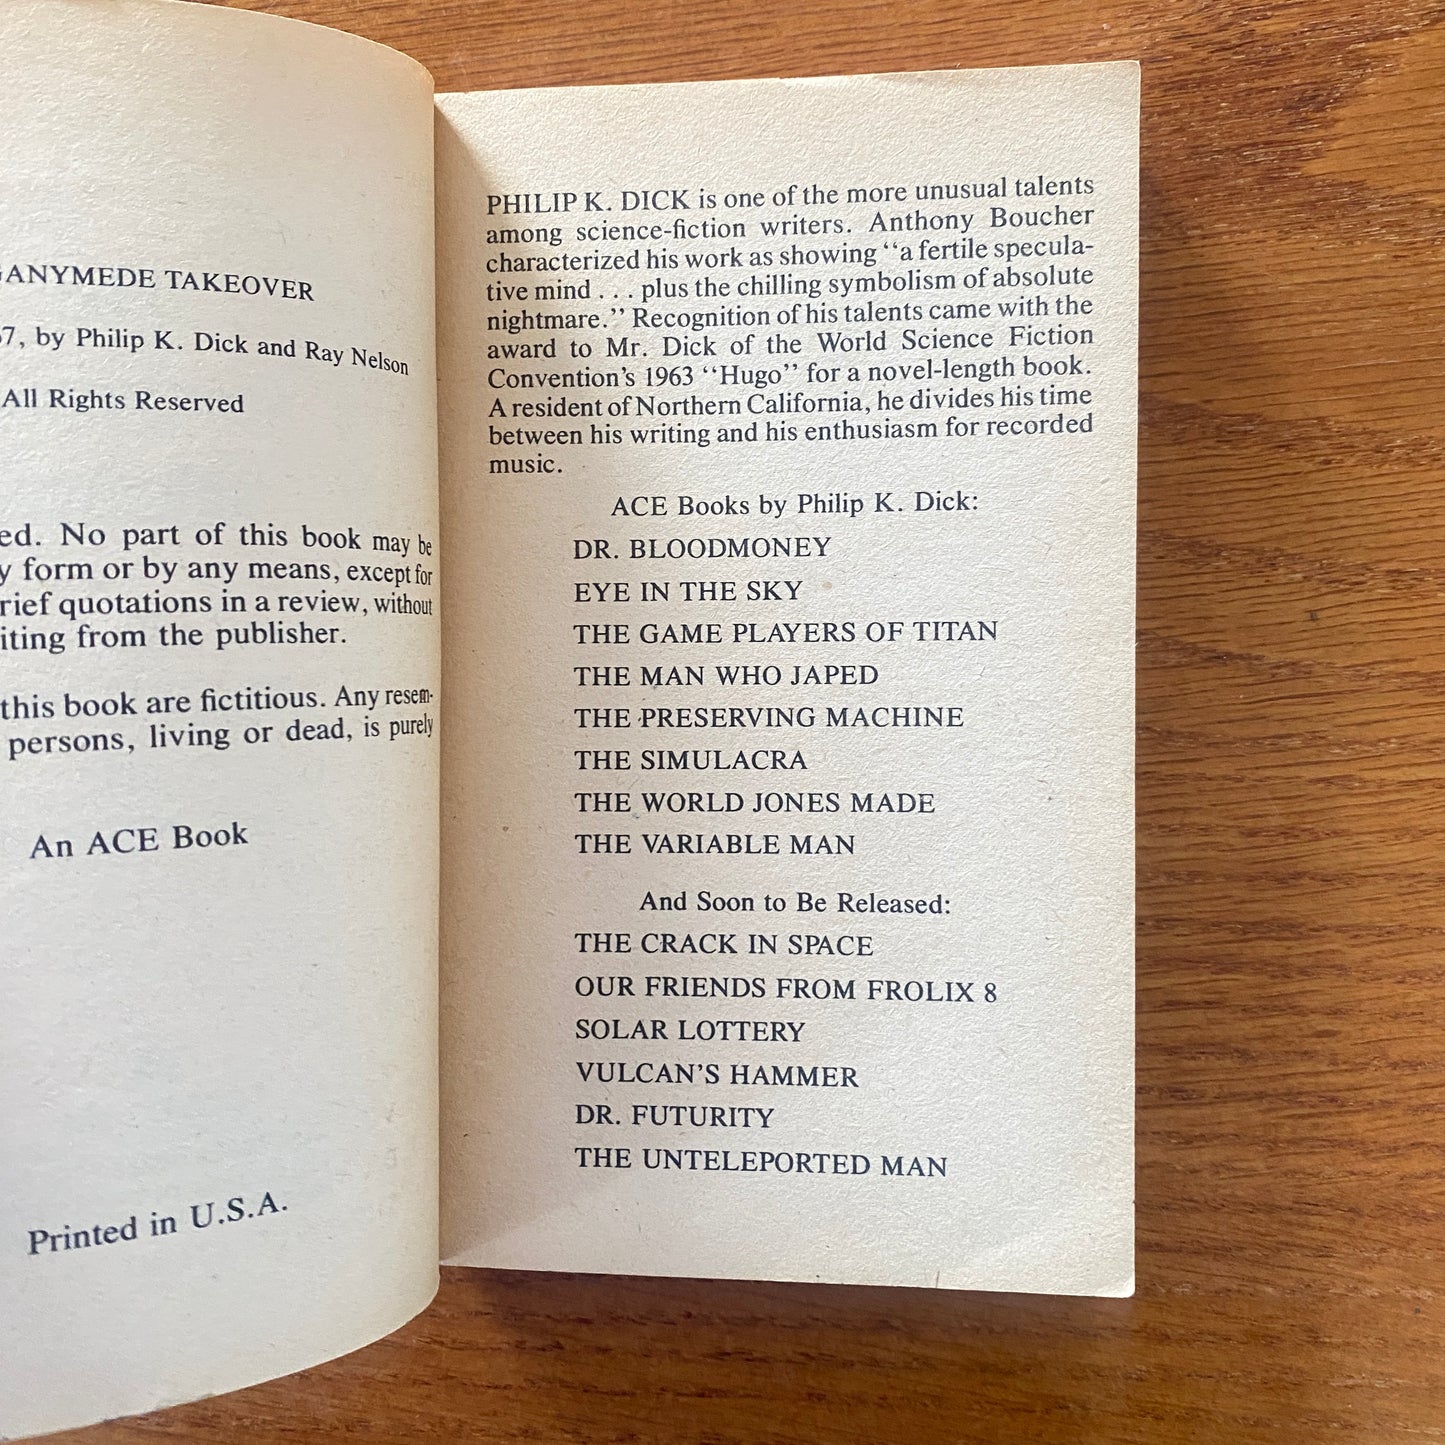 GANYMEDE TAKEOVER
67, by Philip K. Dick and Ray Nelson
All Rights Reserved
ed. No part of this book may be
y form or by any means, except for
rief quotations in a review, without
iting from the publisher.
this book are fictitious. Any resem-
persons, living or dead, is purely
An ACE Book
Printed in U.S.A.
PHILIP K. DICK is one of the more unusual talents
among science-fiction writers. Anthony Boucher
characterized his work as showing "a fertile specula-
tive mind . . . plus the chilling symbolism of absolute
nightmare." Recognition of his talents came with the
award to Mr. Dick of the World Science Fiction
Convention's 1963 "Hugo" for a novel-length book.
A resident of Northern California, he divides his time
between his writing and his enthusiasm for recorded
music.
ACE Books by Philip K. Dick:
DR. BLOODMONEY
EYE IN THE SKY
THE GAME PLAYERS OF TITAN
THE MAN WHO JAPED
THE PRESERVING MACHINE
THE SIMULACRA
THE WORLD JONES MADE
THE VARIABLE MAN
And Soon to Be Released:
THE CRACK IN SPACE
OUR FRIENDS FROM FROLIX 8
SOLAR LOTTERY
VULCAN'S HAMMER
DR. FUTURITY
THE UNTELEPORTED MAN